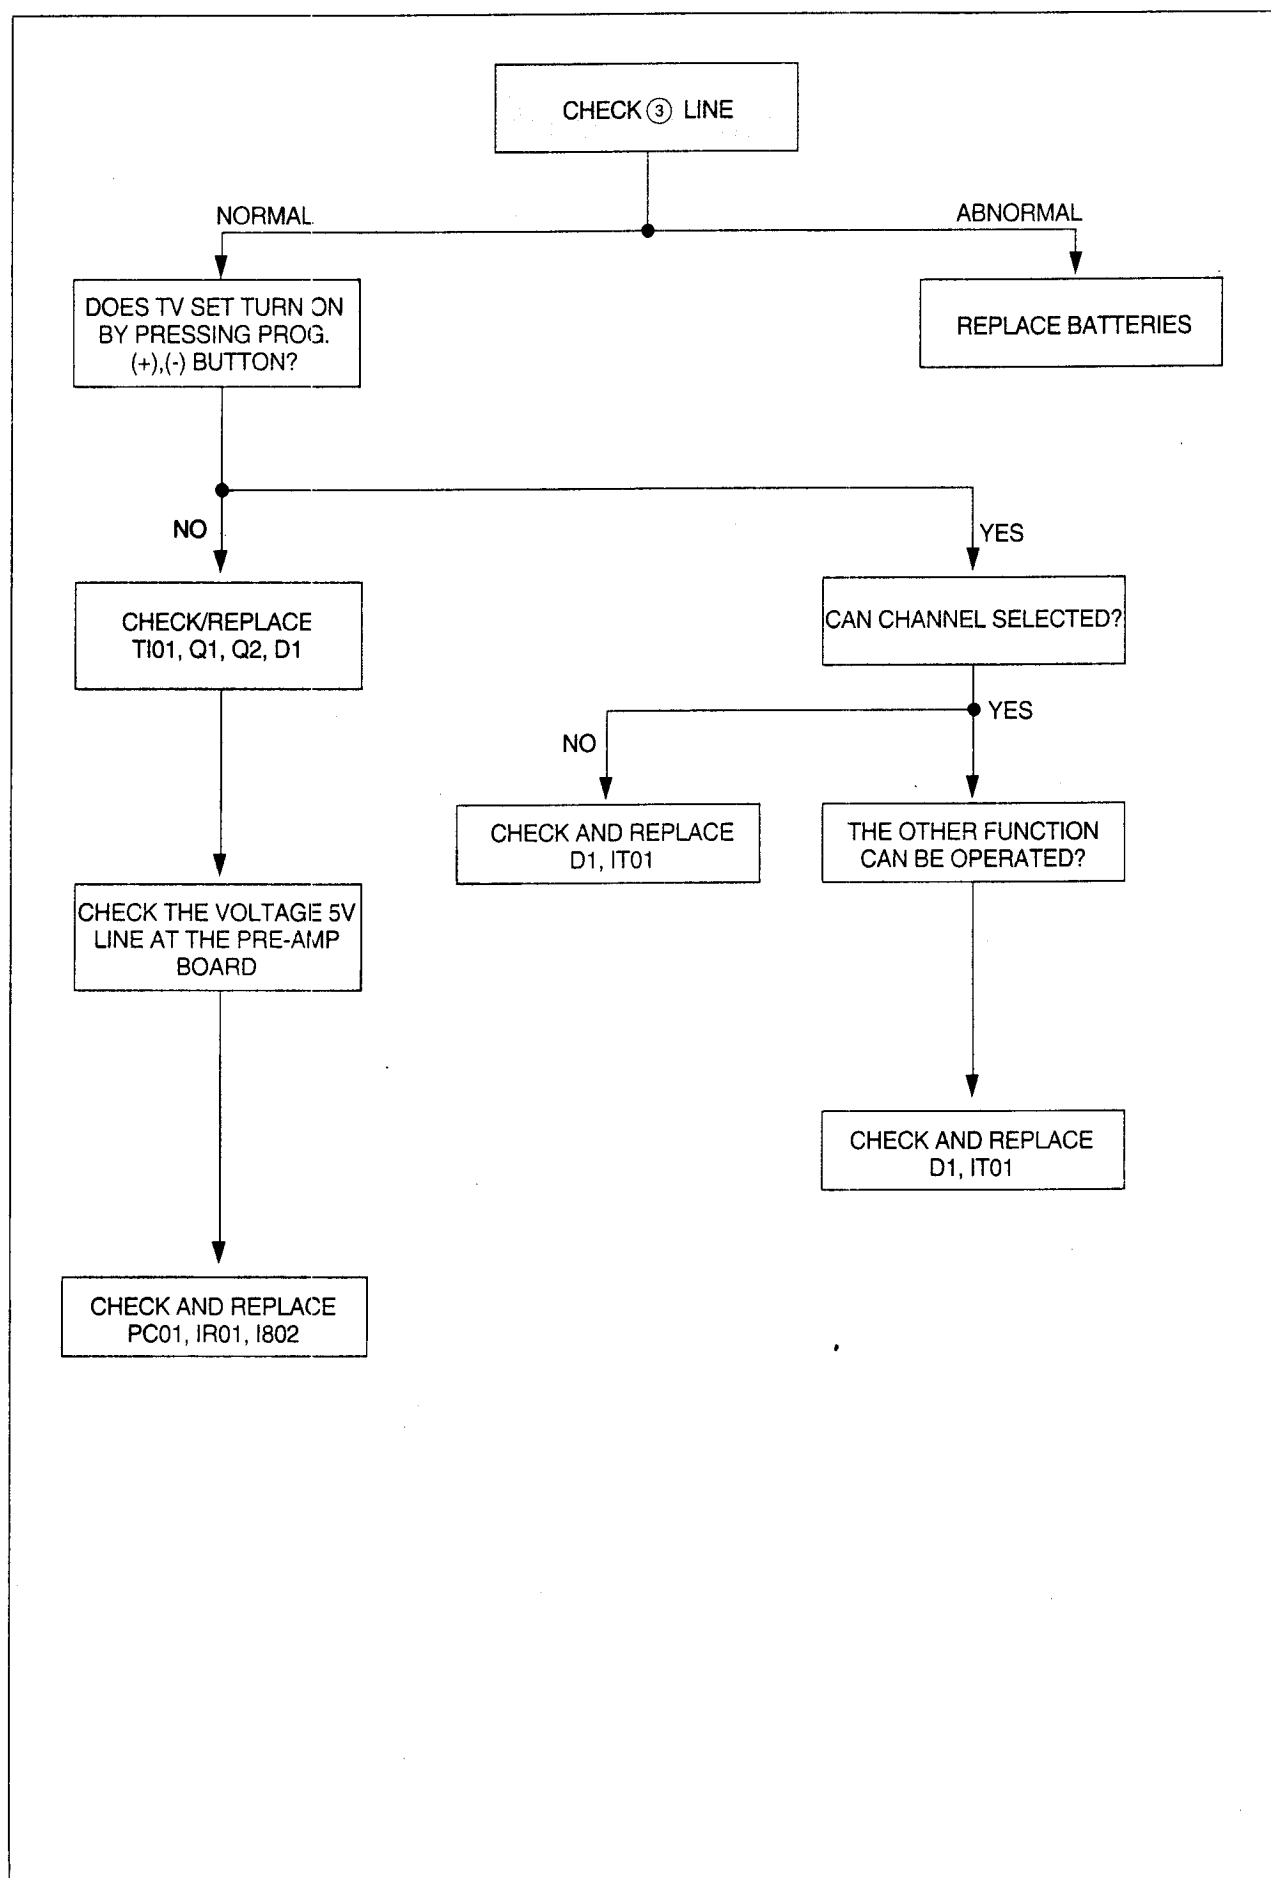 CHECK ③ LINE
NORMAL
ABNORMAL
DOES TV SET TURN ON
BY PRESSING PROG.
(+),(-) BUTTON?
REPLACE BATTERIES
NO
YES
CHECK/REPLACE
TI01, Q1, Q2, D1
CAN CHANNEL SELECTED?
YES
NO
CHECK AND REPLACE
D1, IT01
THE OTHER FUNCTION
CAN BE OPERATED?
CHECK THE VOLTAGE 5V
LINE AT THE PRE-AMP
BOARD
CHECK AND REPLACE
D1, IT01
CHECK AND REPLACE
PC01, IR01, I802